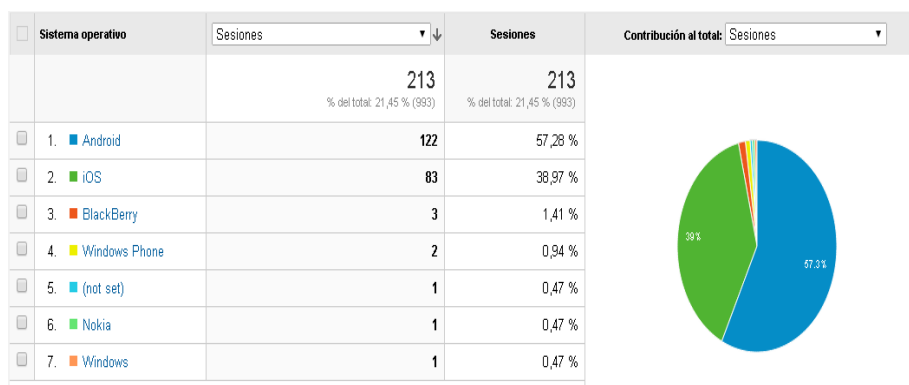 Sistema operativo Sesiones Sesiones Contribución al total: Sesiones
213 213
% del total: 21,45 % (993) % del total: 21,45 % (993)
1. Android 122 57,28 %
2. iOS 83 38,97 %
3. BlackBerry 3 1,41 %
4. Windows Phone 2 0,94 %
5. (not set) 1 0,47 %
6. Nokia 1 0,47 %
7. Windows 1 0,47 %
39 %
57.3 %